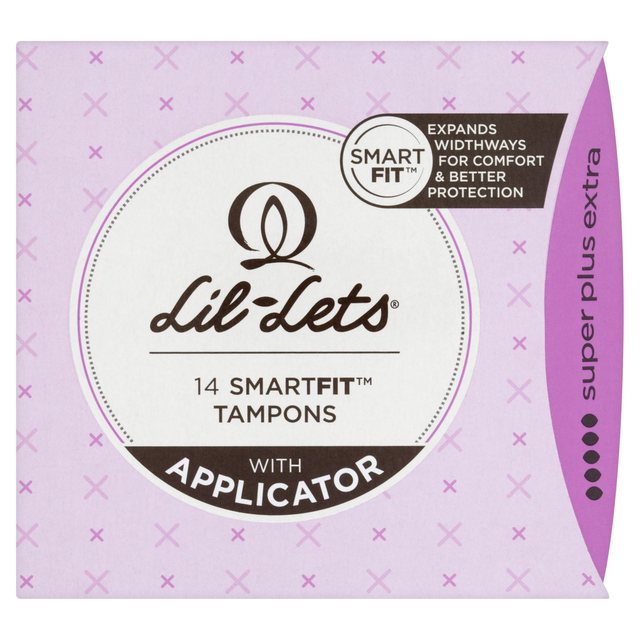 SMART
FIT™
EXPANDS
WIDTHWAYS
FOR COMFORT
& BETTER
PROTECTION
Lil-Lets®
14 SMARTFIT™
TAMPONS
WITH
APPLICATOR
super plus extra